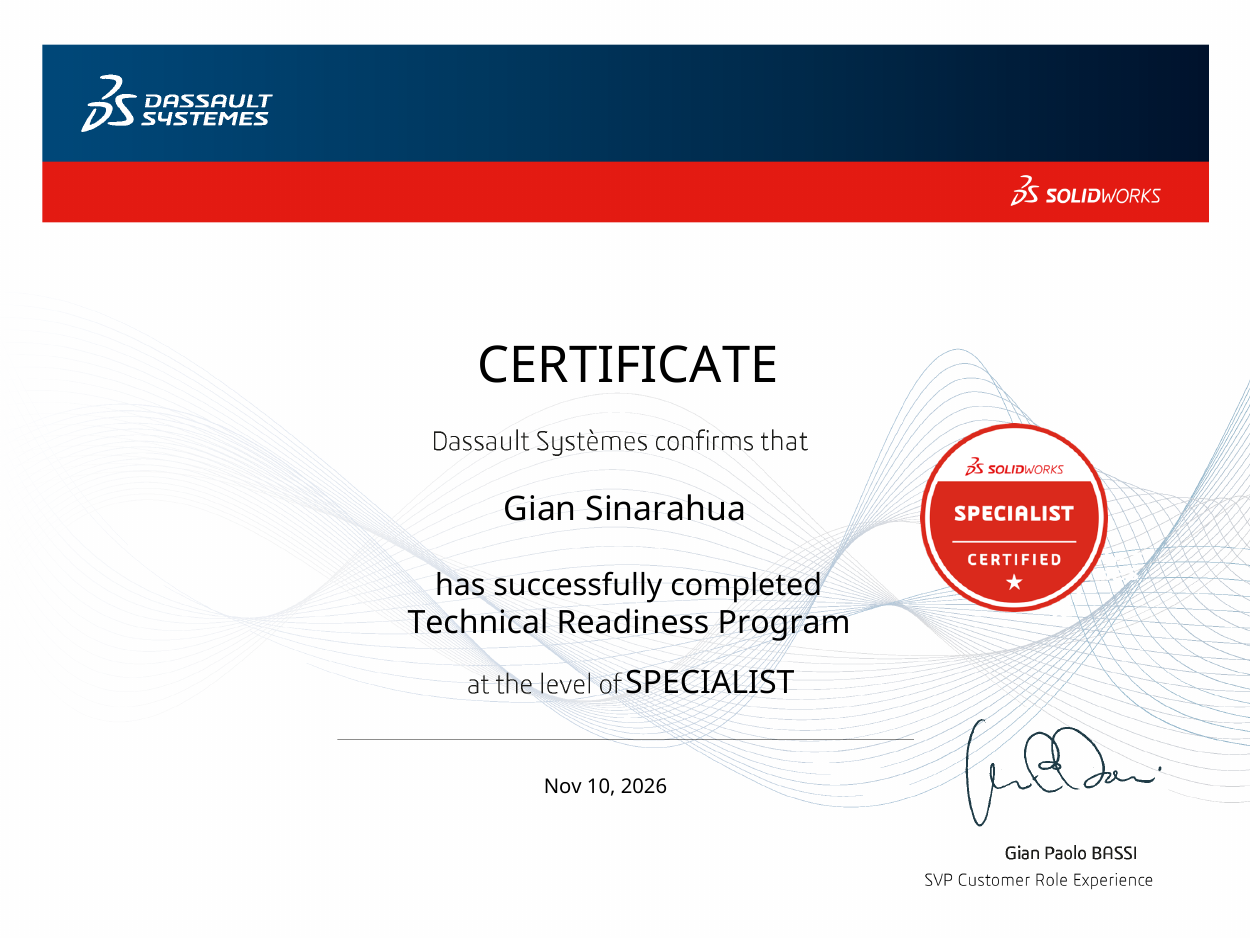 DASSAULT
SYSTEMES
SOLIDWORKS
CERTIFICATE
Dassault Systèmes confirms that
Gian Sinarahua
SOLIDWORKS
SPECIALIST
CERTIFIED
has successfully completed
Technical Readiness Program
at the level of SPECIALIST
Nov 10, 2026
Gian Paolo BASSI
SVP Customer Role Experience